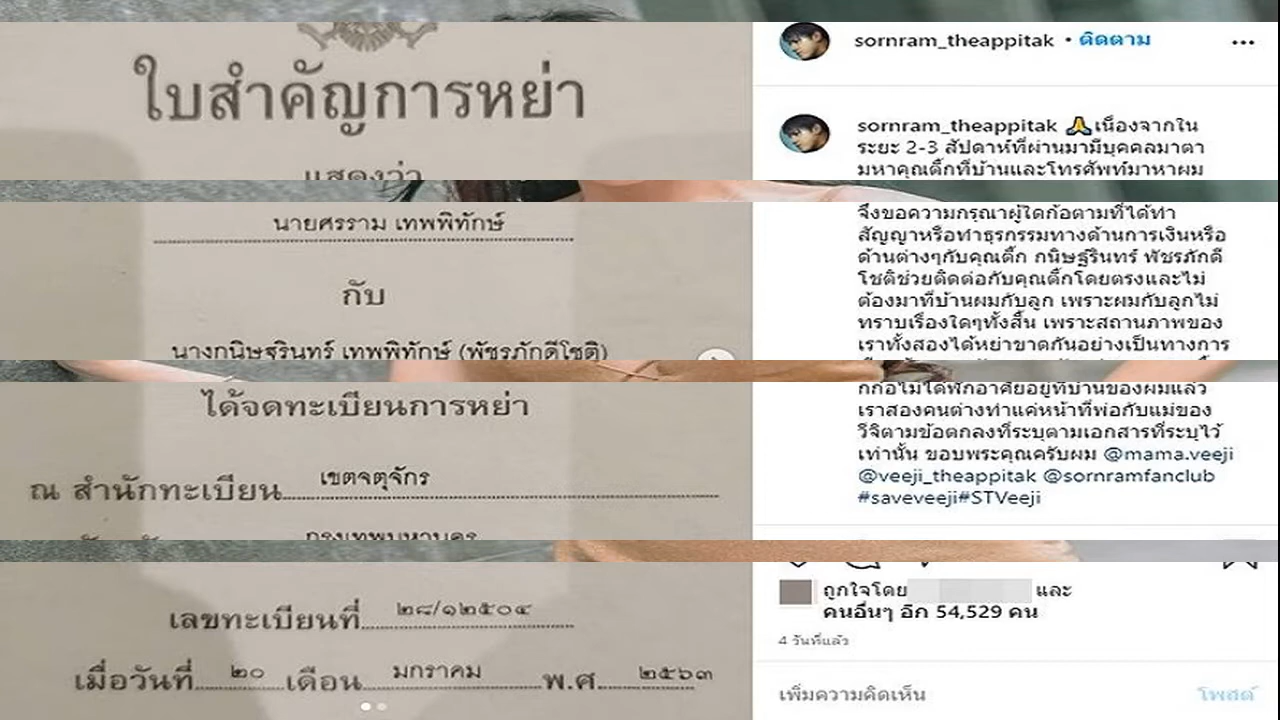 ใบสำคัญการหย่า
แสดงว่า
นายศรราม เทพพิทักษ์
กับ
นางกนิษฐรินทร์ เทพพิทักษ์ (พัชรภักดีโชติ)
ได้จดทะเบียนการหย่า
ณ สำนักทะเบียน เขตจตุจักร
กรุงเทพมหานคร
เลขทะเบียนที่ ๒๘/๑๒๕๐๔
เมื่อวันที่ ๒๐ เดือน มกราคม พ.ศ. ๒๕๖๓
sornram_theappitak • ติดตาม
sornram_theappitak 🙏เนื่องจากใน
ระยะ 2-3 สัปดาห์ที่ผ่านมามีบุคคลมาตา
มหาคุณติ๊กที่บ้านและโทรศัพท์มาหาผม
จึงขอความกรุณาผู้ใดก้อตามที่ได้ทำ
สัญญาหรือทำธุรกรรมทางด้านการเงินหรือ
ด้านต่างๆกับคุณติ๊ก กนิษฐรินทร์ พัชรภักดี
โชติช่วยติดต่อกับคุณติ๊กโดยตรงและไม่
ต้องมาที่บ้านผมกับลูก เพราะผมกับลูกไม่
ทราบเรื่องใดๆทั้งสิ้น เพราะสถานภาพของ
เราทั้งสองได้หย่าขาดกันอย่างเป็นทางการ
ก้อไม่ได้พักอาศัยอยู่ที่บ้านของผมแล้ว
เราสองคนต่างทำแค่หน้าที่พ่อกับแม่ของ
วีจิตามข้อตกลงที่ระบุตามเอกสารที่ระบุไว้
เท่านั้น ขอบพระคุณครับผม @mama.veeji
@veeji_theappitak @sornramfanclub
#saveveeji#STVeeji
ถูกใจโดย และ
คนอื่นๆ อีก 54,529 คน
4 วันที่แล้ว
เพิ่มความคิดเห็น โพสต์